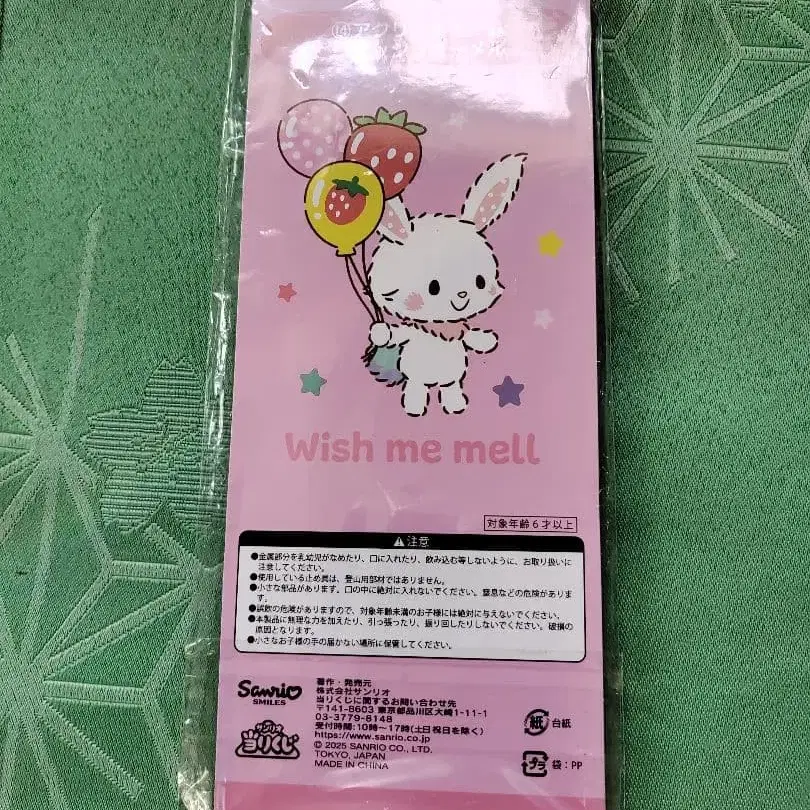 ⑭アクリ
Wish me mell
対象年齢6才以上
⚠注意
●金属部分を乳幼児がなめたり、口に入れたり、飲み込む等しないように、お取り扱いに
注意してください。
●使用している止め具は、登山用部材ではありません。
●小さな部品があります。口の中に絶対に入れないでください。窒息などの危険がありま
す。
●誤飲の危険がありますので、対象年齢未満のお子様には絶対に与えないでください。
●本製品に無理な力を加えたり、引っ張ったり、振り回したりしないでください。破損の
原因となります。
●小さなお子様の手の届かない場所に保管してください。
Sanrio
SMILES
サンリオ
当りくじ
著作・発売元
株式会社サンリオ
当りくじに関するお問い合わせ先
〒141-8603 東京都品川区大崎1-11-1
03-3779-8148
受付時間:10時〜17時(土日祝日を除く)
https://www.sanrio.co.jp
© 2025 SANRIO CO., LTD.
TOKYO, JAPAN
MADE IN CHINA
紙 台紙
プラ 袋：PP